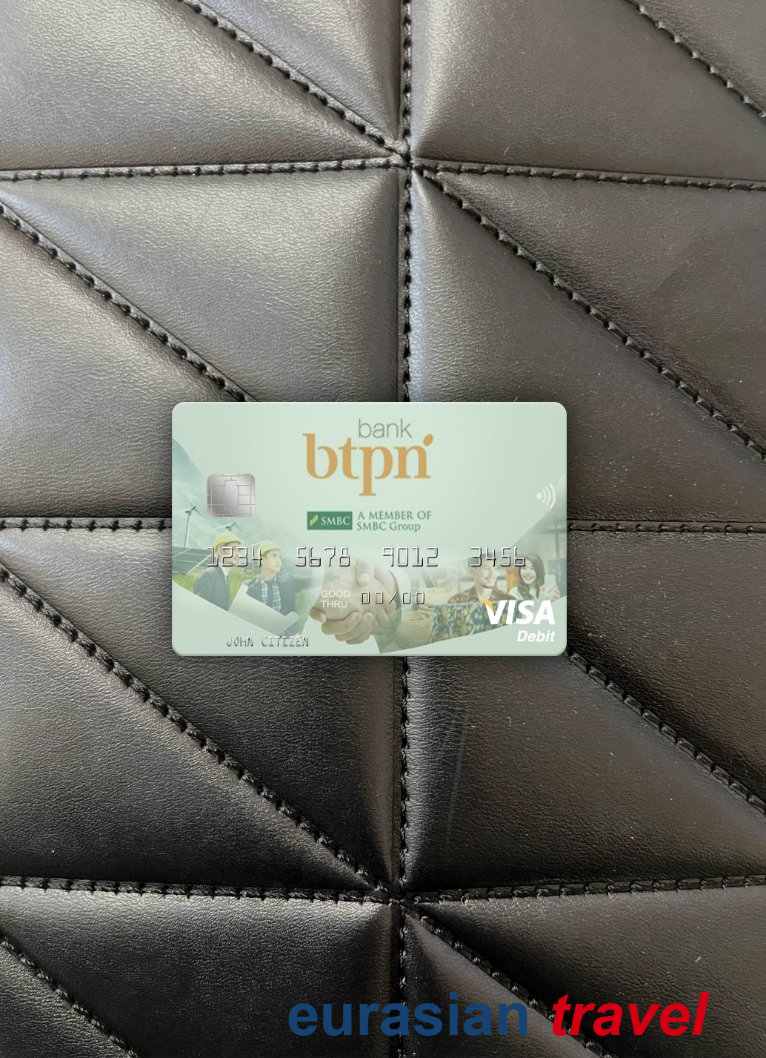 bank
btpn
SMBC
A MEMBER OF
SMBC Group
1234 5678 9012 3456
GOOD
THRU
00/00
JOHN CITIZEN
VISA
Debit
eurasian travel